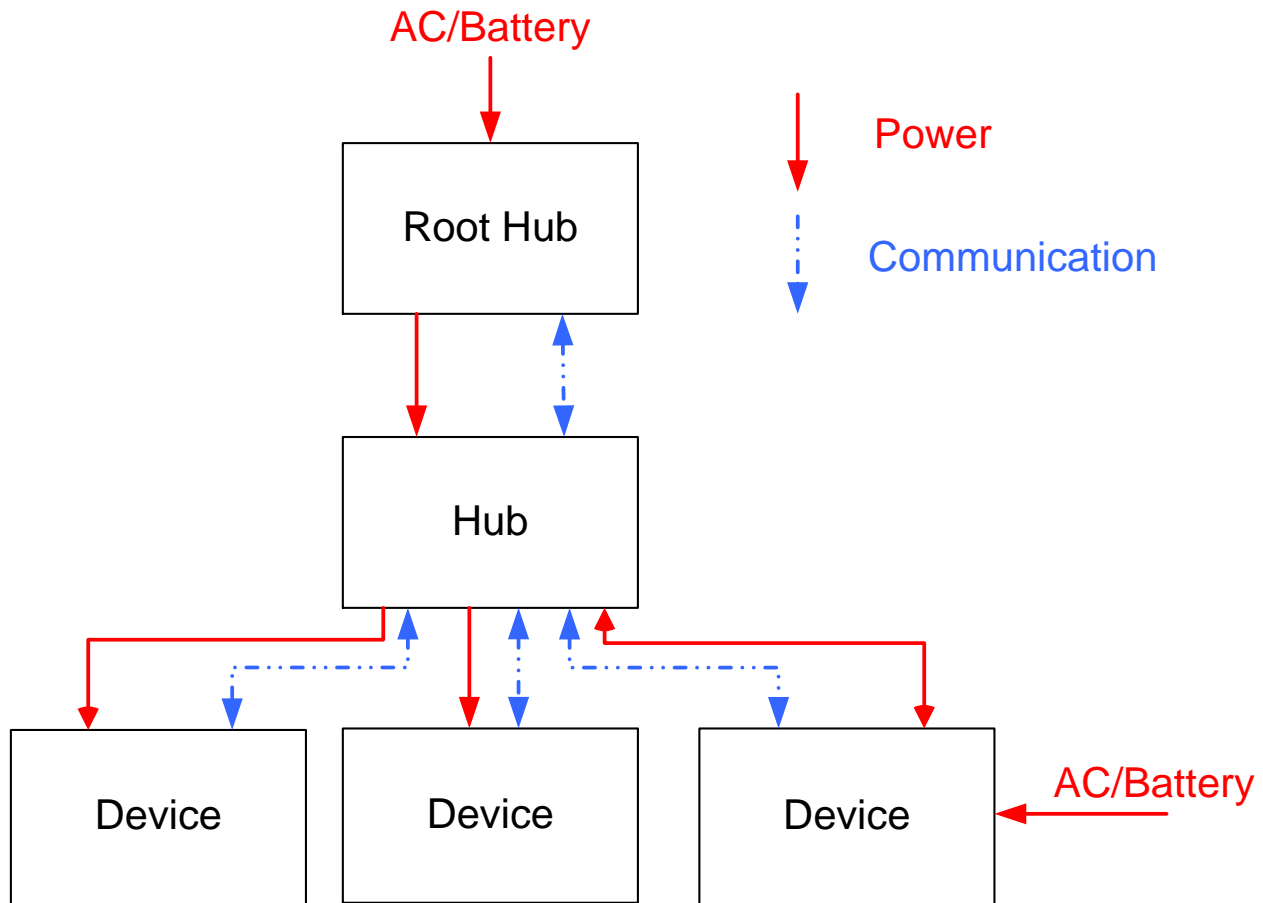 AC/Battery
Power
Root Hub
Communication
Hub
Device
Device
Device
AC/Battery